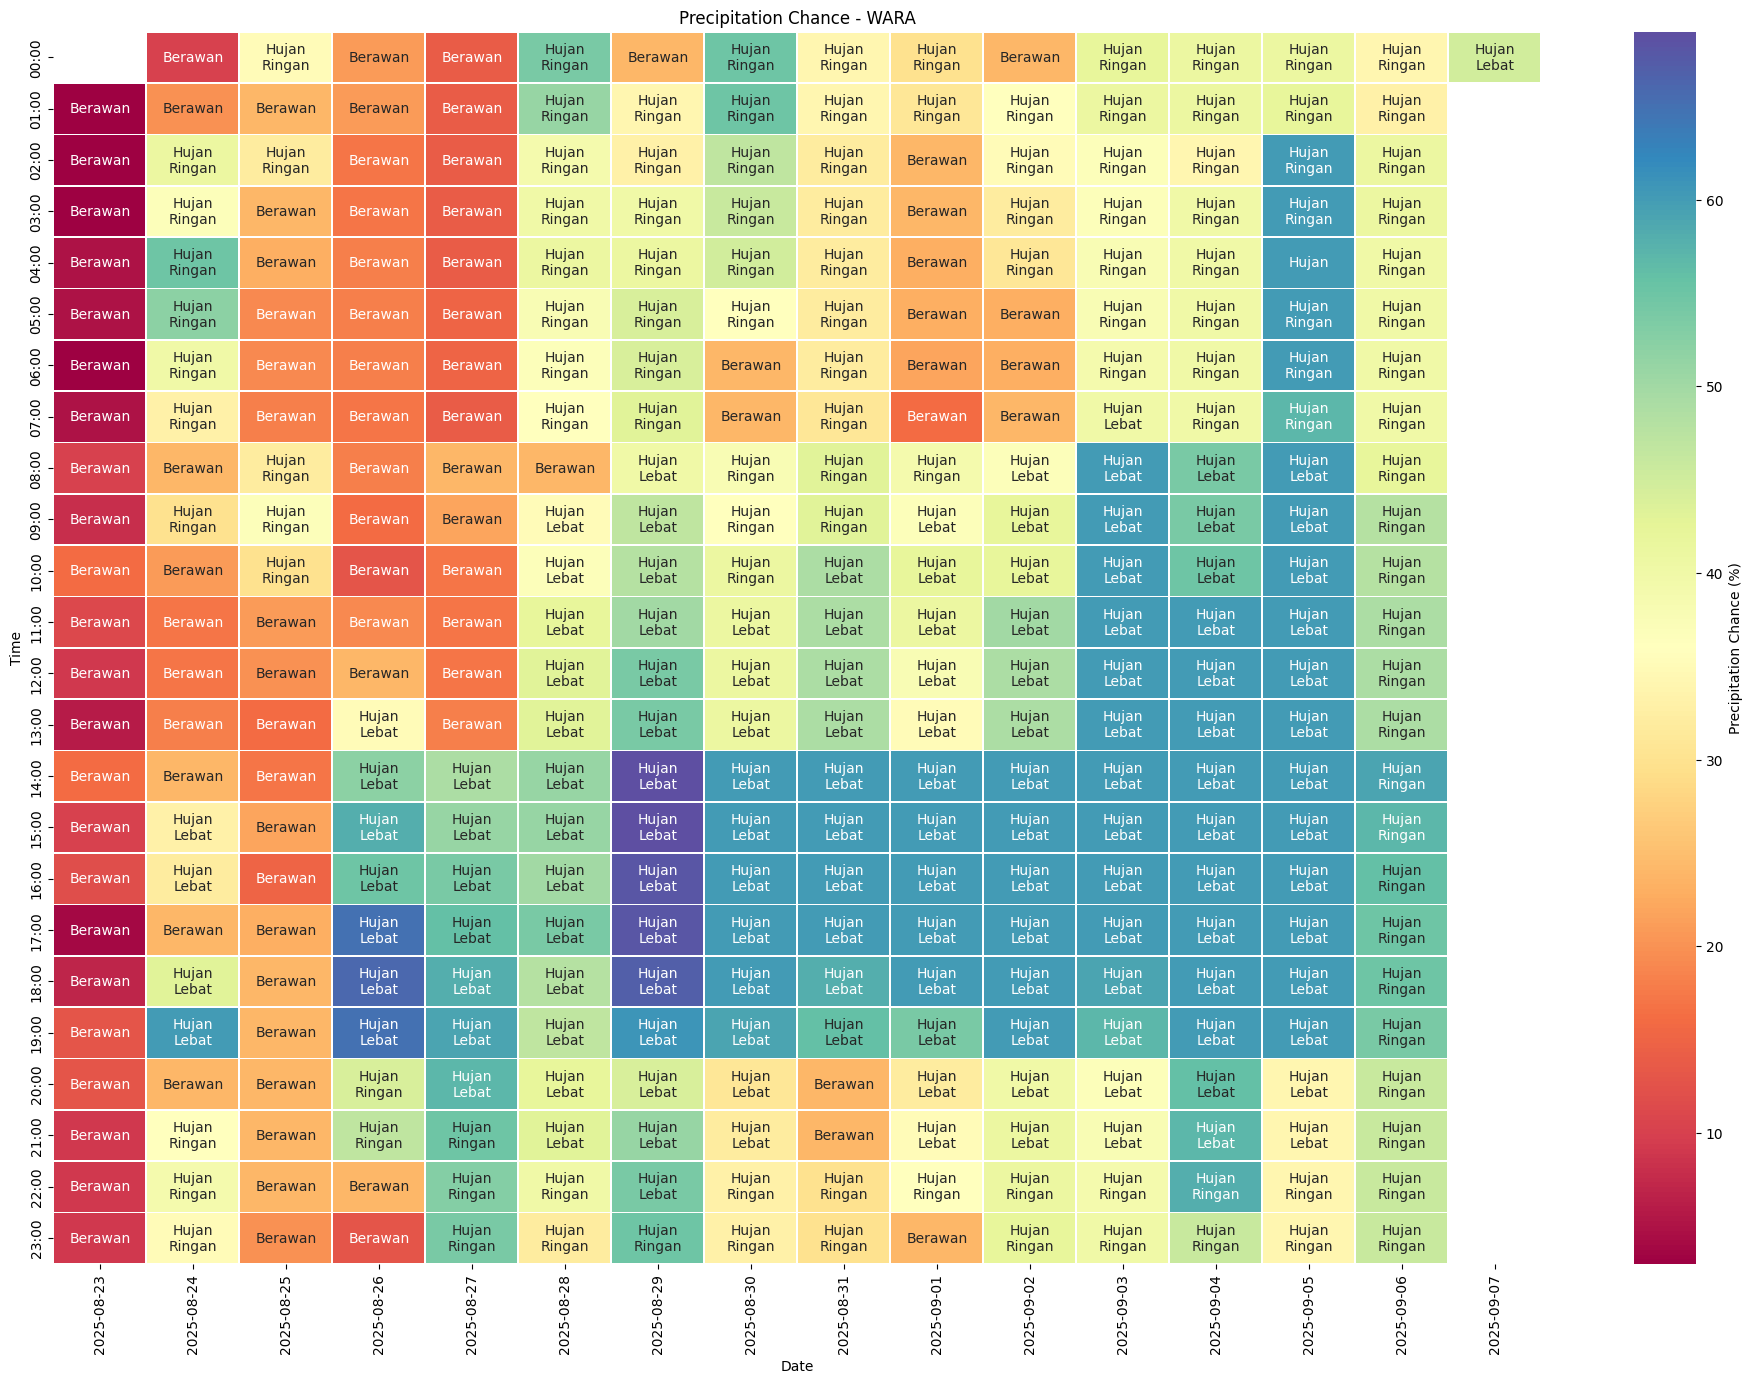 Precipitation Chance - WARA
00:00 Berawan Hujan Ringan Berawan Berawan Hujan Ringan Berawan Hujan Ringan Hujan Ringan Hujan Ringan Berawan Hujan Ringan Hujan Ringan Hujan Ringan Hujan Ringan Hujan Lebat
01:00 Berawan Berawan Berawan Berawan Berawan Hujan Ringan Hujan Ringan Hujan Ringan Hujan Ringan Hujan Ringan Hujan Ringan Hujan Ringan Hujan Ringan Hujan Ringan Hujan Ringan
02:00 Berawan Hujan Ringan Hujan Ringan Berawan Berawan Hujan Ringan Hujan Ringan Hujan Ringan Hujan Ringan Berawan Hujan Ringan Hujan Ringan Hujan Ringan Hujan Ringan Hujan Ringan
03:00 Berawan Hujan Ringan Berawan Berawan Berawan Hujan Ringan Hujan Ringan Hujan Ringan Hujan Ringan Berawan Hujan Ringan Hujan Ringan Hujan Ringan Hujan Ringan Hujan Ringan
04:00 Berawan Hujan Ringan Berawan Berawan Berawan Hujan Ringan Hujan Ringan Hujan Ringan Hujan Ringan Berawan Hujan Ringan Hujan Ringan Hujan Ringan Hujan Hujan Ringan
05:00 Berawan Hujan Ringan Berawan Berawan Berawan Hujan Ringan Hujan Ringan Hujan Ringan Hujan Ringan Berawan Berawan Hujan Ringan Hujan Ringan Hujan Ringan Hujan Ringan
06:00 Berawan Hujan Ringan Berawan Berawan Berawan Hujan Ringan Hujan Ringan Berawan Hujan Ringan Berawan Berawan Hujan Ringan Hujan Ringan Hujan Ringan Hujan Ringan
07:00 Berawan Hujan Ringan Berawan Berawan Berawan Hujan Ringan Hujan Ringan Berawan Hujan Ringan Berawan Berawan Hujan Lebat Hujan Ringan Hujan Ringan Hujan Ringan
08:00 Berawan Berawan Hujan Ringan Berawan Berawan Berawan Hujan Lebat Hujan Ringan Hujan Ringan Hujan Ringan Hujan Lebat Hujan Lebat Hujan Lebat Hujan Lebat Hujan Ringan
09:00 Berawan Hujan Ringan Hujan Ringan Berawan Berawan Hujan Lebat Hujan Lebat Hujan Ringan Hujan Ringan Hujan Lebat Hujan Lebat Hujan Lebat Hujan Lebat Hujan Lebat Hujan Ringan
10:00 Berawan Berawan Hujan Ringan Berawan Berawan Hujan Lebat Hujan Lebat Hujan Ringan Hujan Lebat Hujan Lebat Hujan Lebat Hujan Lebat Hujan Lebat Hujan Lebat Hujan Ringan
11:00 Berawan Berawan Berawan Berawan Berawan Hujan Lebat Hujan Lebat Hujan Lebat Hujan Lebat Hujan Lebat Hujan Lebat Hujan Lebat Hujan Lebat Hujan Lebat Hujan Ringan
12:00 Berawan Berawan Berawan Berawan Berawan Hujan Lebat Hujan Lebat Hujan Lebat Hujan Lebat Hujan Lebat Hujan Lebat Hujan Lebat Hujan Lebat Hujan Lebat Hujan Ringan
13:00 Berawan Berawan Berawan Hujan Lebat Berawan Hujan Lebat Hujan Lebat Hujan Lebat Hujan Lebat Hujan Lebat Hujan Lebat Hujan Lebat Hujan Lebat Hujan Lebat Hujan Ringan
14:00 Berawan Berawan Berawan Hujan Lebat Hujan Lebat Hujan Lebat Hujan Lebat Hujan Lebat Hujan Lebat Hujan Lebat Hujan Lebat Hujan Lebat Hujan Lebat Hujan Lebat Hujan Ringan
15:00 Berawan Hujan Lebat Berawan Hujan Lebat Hujan Lebat Hujan Lebat Hujan Lebat Hujan Lebat Hujan Lebat Hujan Lebat Hujan Lebat Hujan Lebat Hujan Lebat Hujan Lebat Hujan Ringan
16:00 Berawan Hujan Lebat Berawan Hujan Lebat Hujan Lebat Hujan Lebat Hujan Lebat Hujan Lebat Hujan Lebat Hujan Lebat Hujan Lebat Hujan Lebat Hujan Lebat Hujan Lebat Hujan Ringan
17:00 Berawan Berawan Berawan Hujan Lebat Hujan Lebat Hujan Lebat Hujan Lebat Hujan Lebat Hujan Lebat Hujan Lebat Hujan Lebat Hujan Lebat Hujan Lebat Hujan Lebat Hujan Ringan
18:00 Berawan Hujan Lebat Berawan Hujan Lebat Hujan Lebat Hujan Lebat Hujan Lebat Hujan Lebat Hujan Lebat Hujan Lebat Hujan Lebat Hujan Lebat Hujan Lebat Hujan Lebat Hujan Ringan
19:00 Berawan Hujan Lebat Berawan Hujan Lebat Hujan Lebat Hujan Lebat Hujan Lebat Hujan Lebat Hujan Lebat Hujan Lebat Hujan Lebat Hujan Lebat Hujan Lebat Hujan Lebat Hujan Ringan
20:00 Berawan Berawan Berawan Hujan Ringan Hujan Lebat Hujan Lebat Hujan Lebat Hujan Lebat Berawan Hujan Lebat Hujan Lebat Hujan Lebat Hujan Lebat Hujan Lebat Hujan Ringan
21:00 Berawan Hujan Ringan Berawan Hujan Ringan Hujan Ringan Hujan Lebat Hujan Lebat Hujan Lebat Berawan Hujan Lebat Hujan Lebat Hujan Lebat Hujan Lebat Hujan Lebat Hujan Ringan
22:00 Berawan Hujan Ringan Berawan Berawan Hujan Ringan Hujan Ringan Hujan Lebat Hujan Ringan Hujan Ringan Hujan Ringan Hujan Ringan Hujan Ringan Hujan Ringan Hujan Ringan Hujan Ringan
23:00 Berawan Hujan Ringan Berawan Berawan Hujan Ringan Hujan Ringan Hujan Ringan Hujan Ringan Hujan Ringan Berawan Hujan Ringan Hujan Ringan Hujan Ringan Hujan Ringan Hujan Ringan
Time
2025-08-23 2025-08-24 2025-08-25 2025-08-26 2025-08-27 2025-08-28 2025-08-29 2025-08-30 2025-08-31 2025-09-01 2025-09-02 2025-09-03 2025-09-04 2025-09-05 2025-09-06 2025-09-07
Date
60
50
40
30
20
10
Precipitation Chance (%)